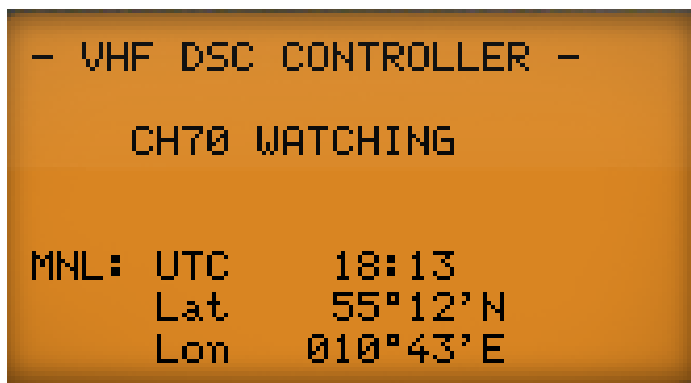 - VHF DSC CONTROLLER -
CH70 WATCHING
MNL: UTC 18:13
Lat 55°12’N
Lon 010°43’E